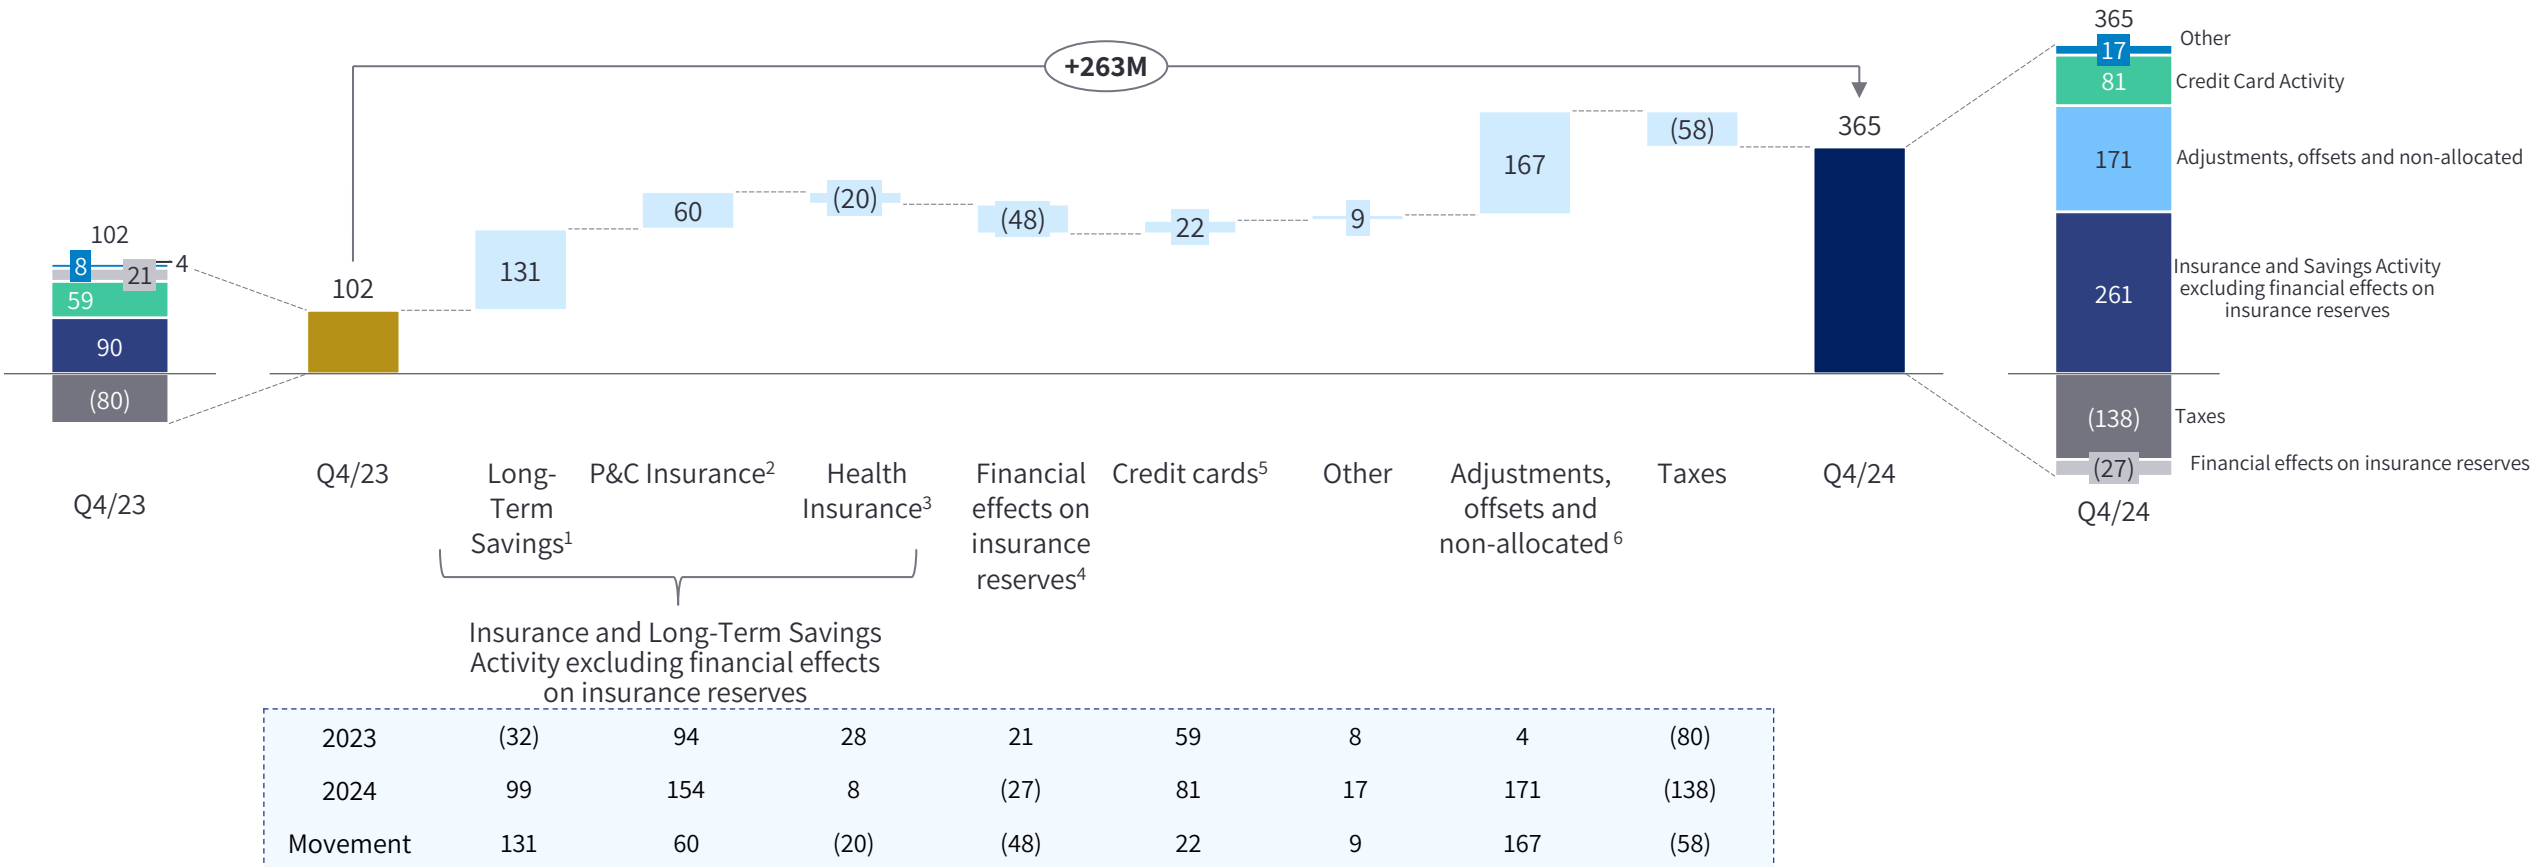 365
Other
17
+263M
81
Credit Card Activity
(58)
365
167
171
Adjustments, offsets and non-allocated
(20)
60
(48)
22
9
102
8
21
4
131
59
102
Insurance and Savings Activity
excluding financial effects on
insurance reserves
261
90
(80)
(138)
Taxes
(27)
Financial effects on insurance reserves
Q4/23
Q4/23
Long-
Term
Savings1
P&C Insurance2
Health
Insurance3
Financial
effects on
insurance
reserves4
Credit cards5
Other
Adjustments,
offsets and
non-allocated 6
Taxes
Q4/24
Q4/24
Insurance and Long-Term Savings
Activity excluding financial effects
on insurance reserves
2023 (32) 94 28 21 59 8 4 (80)
2024 99 154 8 (27) 81 17 171 (138)
Movement 131 60 (20) (48) 22 9 167 (58)